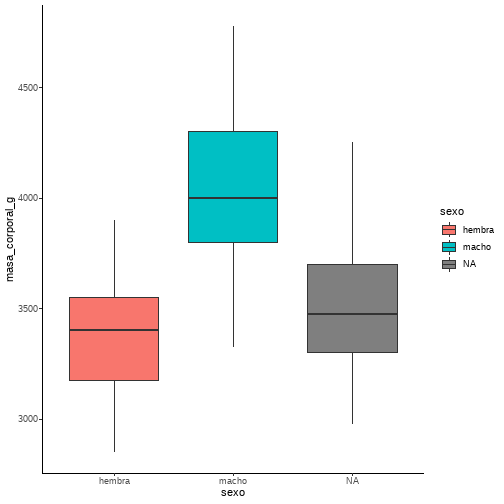 masa_corporal_g
4500
4000
3500
3000
hembra
macho
NA
sexo
sexo
hembra
macho
NA